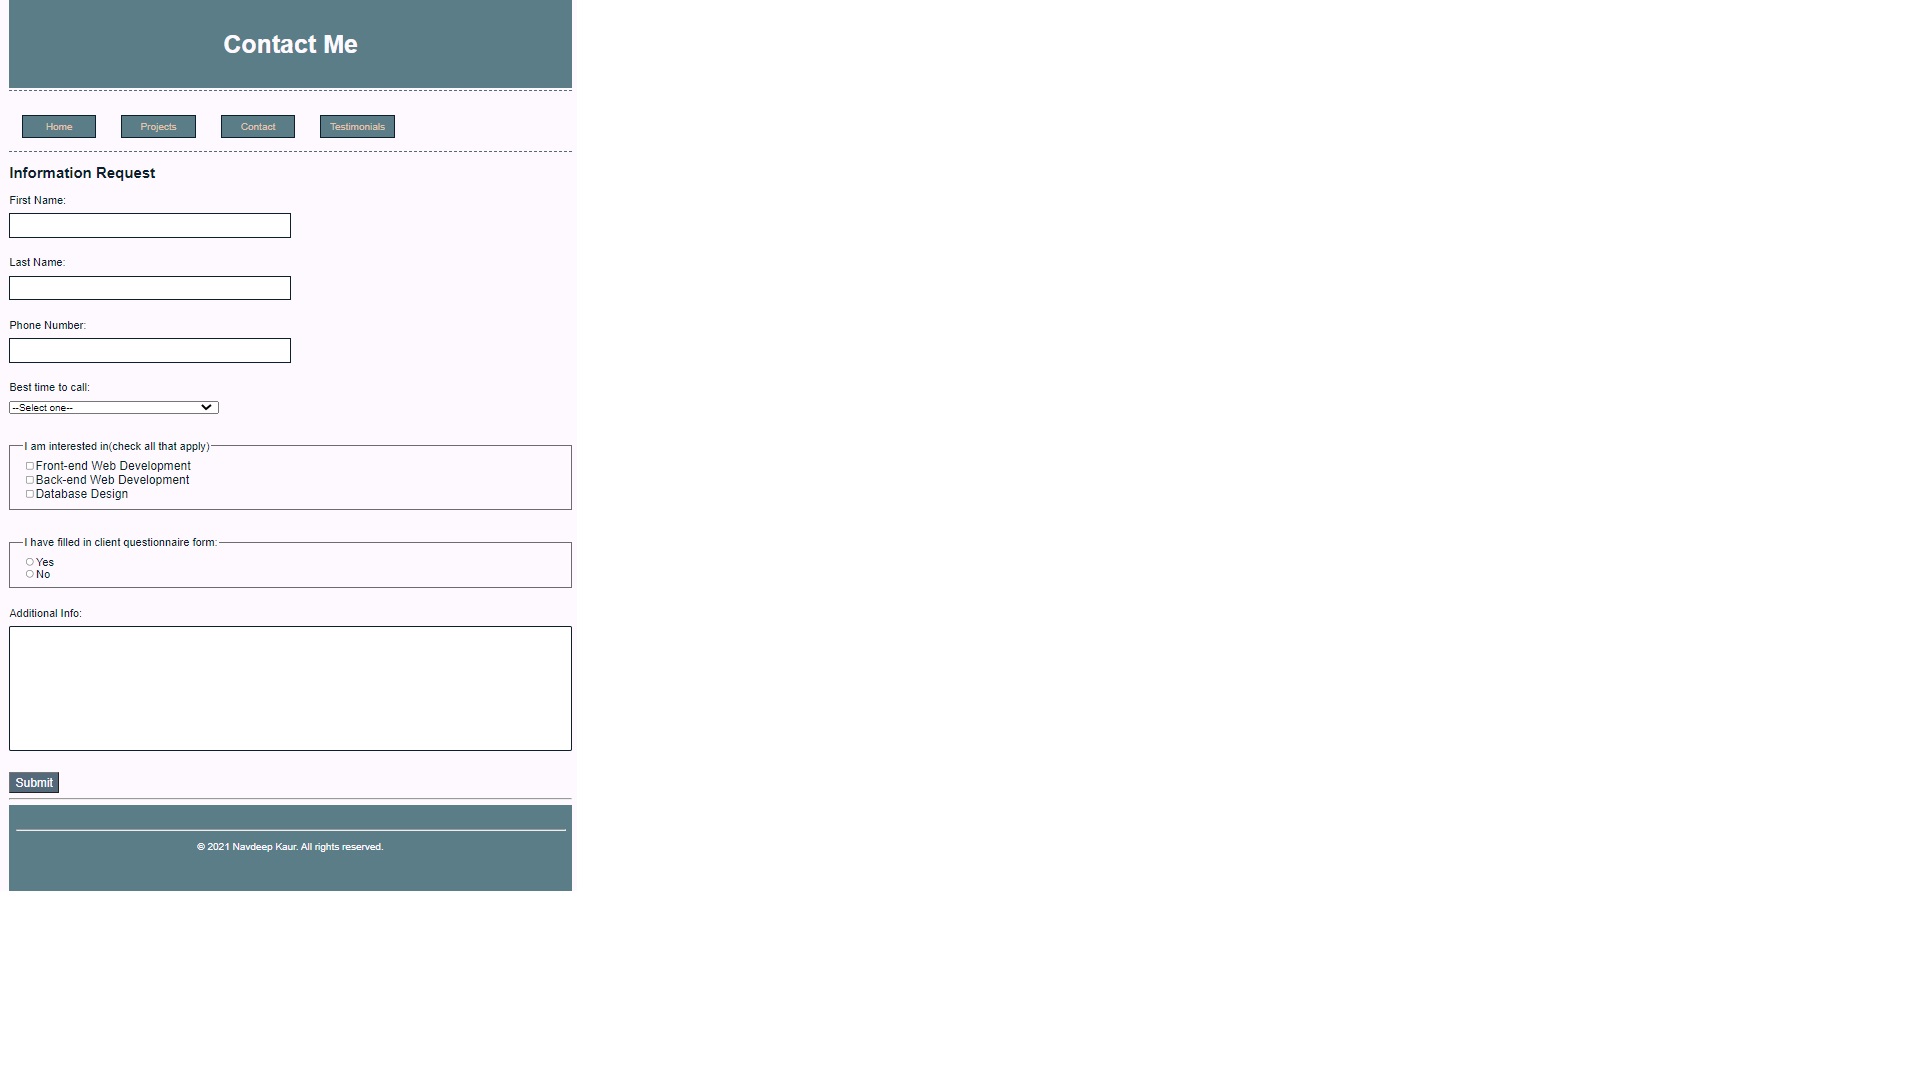 Contact Me
Home Projects Contact Testimonials
Information Request
First Name:
Last Name:
Phone Number:
Best time to call:
--Select one--
I am interested in(check all that apply)
Front-end Web Development
Back-end Web Development
Database Design
I have filled in client questionnaire form:
Yes
No
Additional Info:
Submit
© 2021 Navdeep Kaur. All rights reserved.